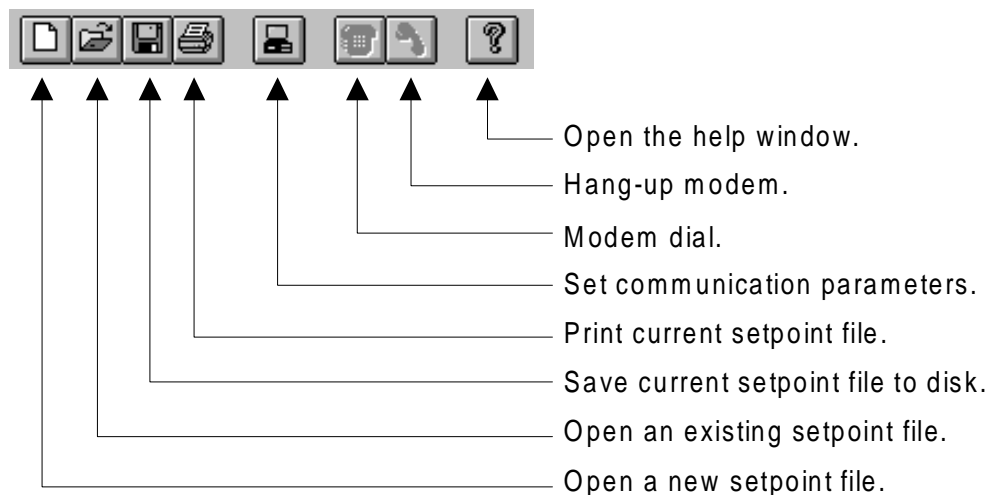 Open the help window.
Hang-up modem.
Modem dial.
Set communication parameters.
Print current setpoint file.
Save current setpoint file to disk.
Open an existing setpoint file.
Open a new setpoint file.